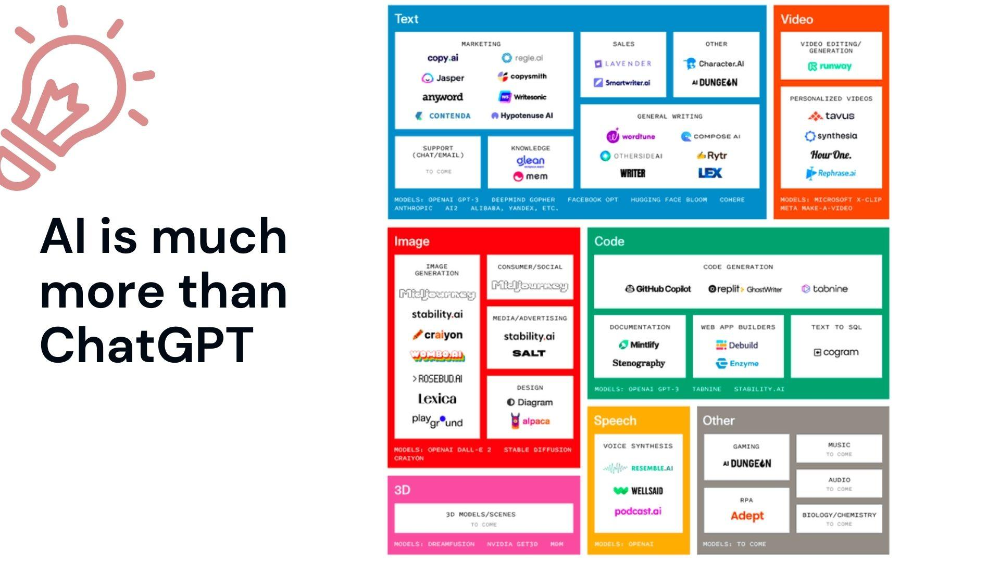 AI is much
more than
ChatGPT
Text
MARKETING
copy.ai
regie.ai
Jasper
copysmith
anyword
WS Writesonic
CONTENDA
Hypotenuse AI
SALES
LAVENDER
Smartwriter.ai
OTHER
Character.AI
AI DUNGEON
SUPPORT
(CHAT/EMAIL)
TO COME
KNOWLEDGE
glean
mem
GENERAL WRITING
wordtune
COMPOSE AI
OTHERSIDEAI
Rytr
WRITER
LEX
MODELS: OPENAI GPT-3 DEEPMIND GOPHER FACEBOOK OPT HUGGING FACE BLOOM COHERE
ANTHROPIC AI2 ALIBABA, YANDEX, ETC.
Video
VIDEO EDITING/
GENERATION
runway
PERSONALIZED VIDEOS
tavus
synthesia
Hour One.
Rephrase.ai
MODELS: MICROSOFT X-CLIP
META MAKE-A-VIDEO
Image
IMAGE
GENERATION
Midjourney
stability.ai
craiyon
WOMBO.AI
>ROSEBUD.AI
Lexica
playground
CONSUMER/SOCIAL
Midjourney
MEDIA/ADVERTISING
stability.ai
SALT
DESIGN
Diagram
alpaca
MODELS: OPENAI DALL-E 2 STABLE DIFFUSION
CRAIYON
Code
CODE GENERATION
GitHub Copilot
replit GhostWriter
tabnine
DOCUMENTATION
Mintlify
Stenography
WEB APP BUILDERS
Debuild
Enzyme
TEXT TO SQL
cogram
MODELS: OPENAI GPT-3 TABNINE STABILITY.AI
3D
3D MODELS/SCENES
TO COME
MODELS: DREAMFUSION NVIDIA GET3D MDM
Speech
VOICE SYNTHESIS
RESEMBLE.AI
WELLSAID
podcast.ai
MODELS: OPENAI
Other
GAMING
AI DUNGEON
RPA
Adept
MUSIC
TO COME
AUDIO
TO COME
BIOLOGY/CHEMISTRY
TO COME
MODELS: TO COME